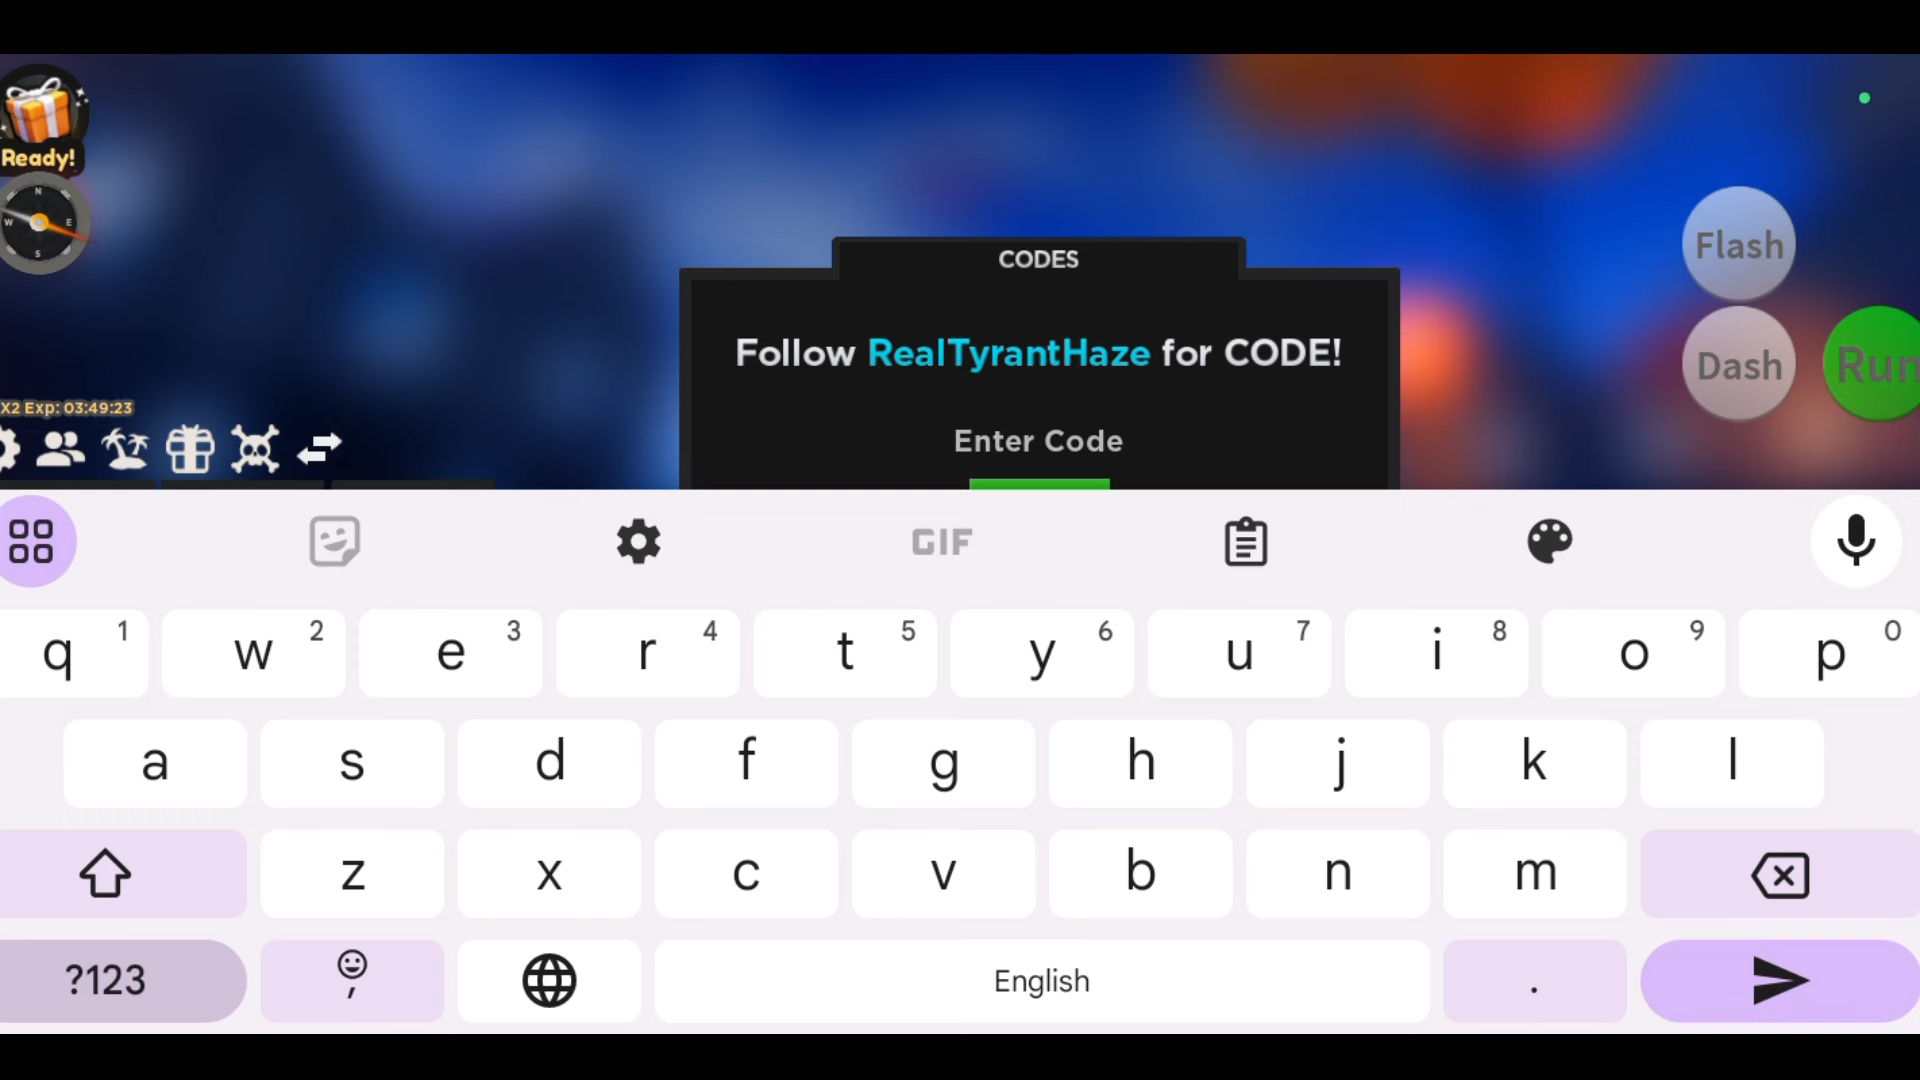 Ready!
N
W E
S
CODES
Follow RealTyrantHaze for CODE!
Enter Code
Flash
Dash
Run
X2 Exp: 03:49:23
GIF
q 1 w 2 e 3 r 4 t 5 y 6 u 7 i 8 o 9 p 0
a s d f g h j k l
z x c v b n m
?123 , English .